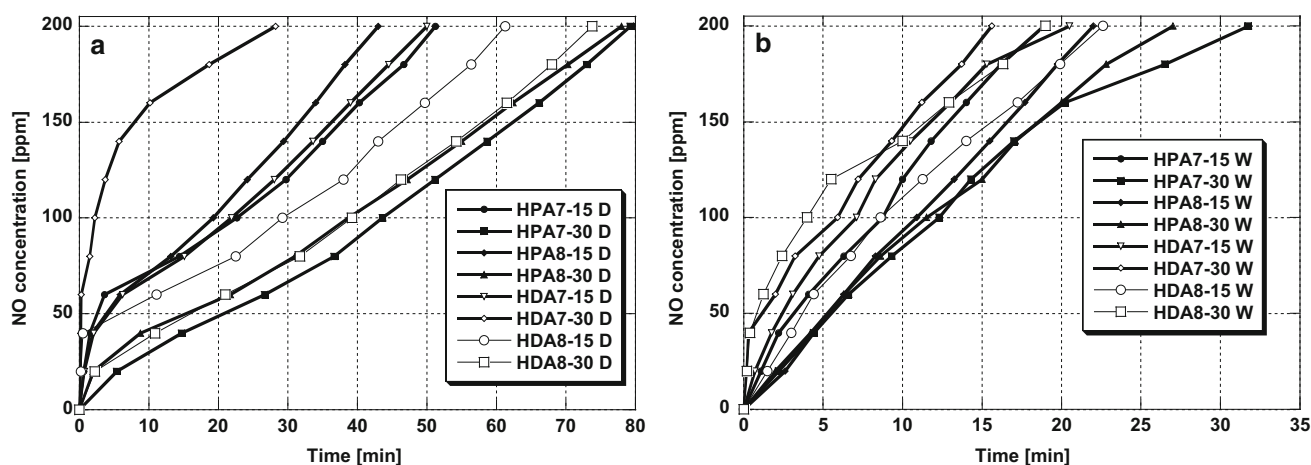 a
NO concentration [ppm]
200
150
100
50
0
0 10 20 30 40 50 60 70 80
Time [min]
HPA7-15 D
HPA7-30 D
HPA8-15 D
HPA8-30 D
HDA7-15 D
HDA7-30 D
HDA8-15 D
HDA8-30 D
b
NO concentration [ppm]
200
150
100
50
0
0 5 10 15 20 25 30 35
Time [min]
HPA7-15 W
HPA7-30 W
HPA8-15 W
HPA8-30 W
HDA7-15 W
HDA7-30 W
HDA8-15 W
HDA8-30 W